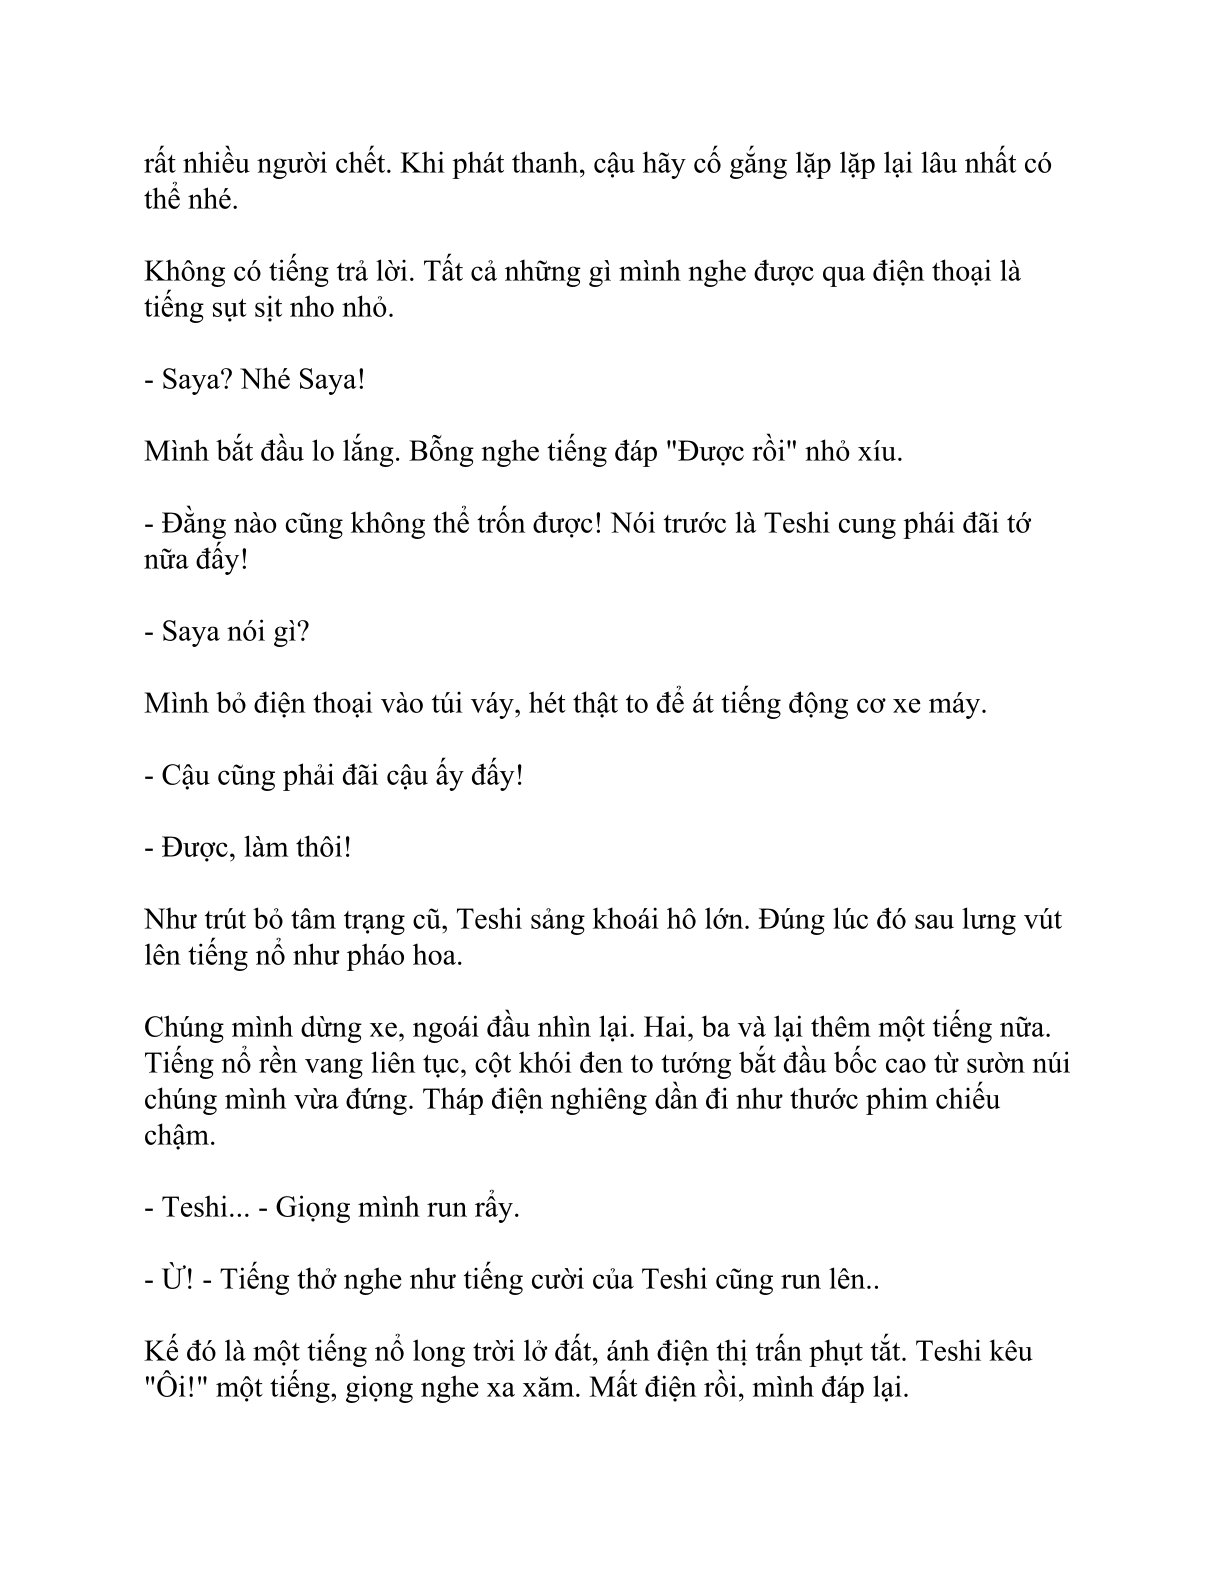 rất nhiều người chết. Khi phát thanh, cậu hãy cố gắng lặp lặp lại lâu nhất có
thể nhé.
Không có tiếng trả lời. Tất cả những gì mình nghe được qua điện thoại là
tiếng sụt sịt nho nhỏ.
- Saya? Nhé Saya!
Mình bắt đầu lo lắng. Bỗng nghe tiếng đáp "Được rồi" nhỏ xíu.
- Đằng nào cũng không thể trốn được! Nói trước là Teshi cung phái đãi tớ
nữa đấy!
- Saya nói gì?
Mình bỏ điện thoại vào túi váy, hét thật to để át tiếng động cơ xe máy.
- Cậu cũng phải đãi cậu ấy đấy!
- Được, làm thôi!
Như trút bỏ tâm trạng cũ, Teshi sảng khoái hô lớn. Đúng lúc đó sau lưng vút
lên tiếng nổ như pháo hoa.
Chúng mình dừng xe, ngoái đầu nhìn lại. Hai, ba và lại thêm một tiếng nữa.
Tiếng nổ rền vang liên tục, cột khói đen to tướng bắt đầu bốc cao từ sườn núi
chúng mình vừa đứng. Tháp điện nghiêng dần đi như thước phim chiếu
chậm.
- Teshi... - Giọng mình run rẩy.
- Ừ! - Tiếng thở nghe như tiếng cười của Teshi cũng run lên..
Kế đó là một tiếng nổ long trời lở đất, ánh điện thị trấn phụt tắt. Teshi kêu
"Ôi!" một tiếng, giọng nghe xa xăm. Mất điện rồi, mình đáp lại.